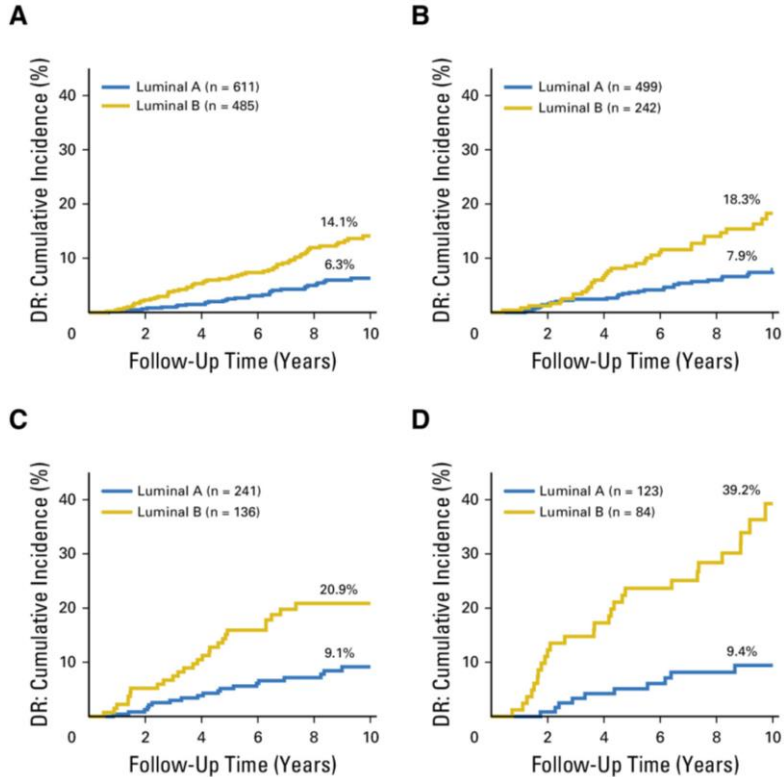 A
DR: Cumulative Incidence (%)
40
30
20
10
0
Luminal A (n = 611)
Luminal B (n = 485)
14.1%
6.3%
2 4 6 8 10
Follow-Up Time (Years)
B
DR: Cumulative Incidence (%)
40
30
20
10
0
Luminal A (n = 499)
Luminal B (n = 242)
18.3%
7.9%
2 4 6 8 10
Follow-Up Time (Years)
C
DR: Cumulative Incidence (%)
40
30
20
10
0
Luminal A (n = 241)
Luminal B (n = 136)
20.9%
9.1%
2 4 6 8 10
Follow-Up Time (Years)
D
DR: Cumulative Incidence (%)
40
30
20
10
0
Luminal A (n = 123)
Luminal B (n = 84)
39.2%
9.4%
2 4 6 8 10
Follow-Up Time (Years)